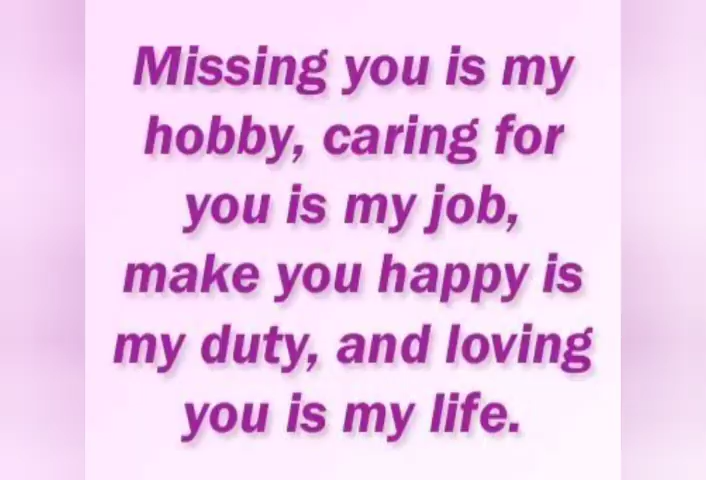 Missing you is my
hobby, caring for
you is my job,
make you happy is
my duty, and loving
you is my life.